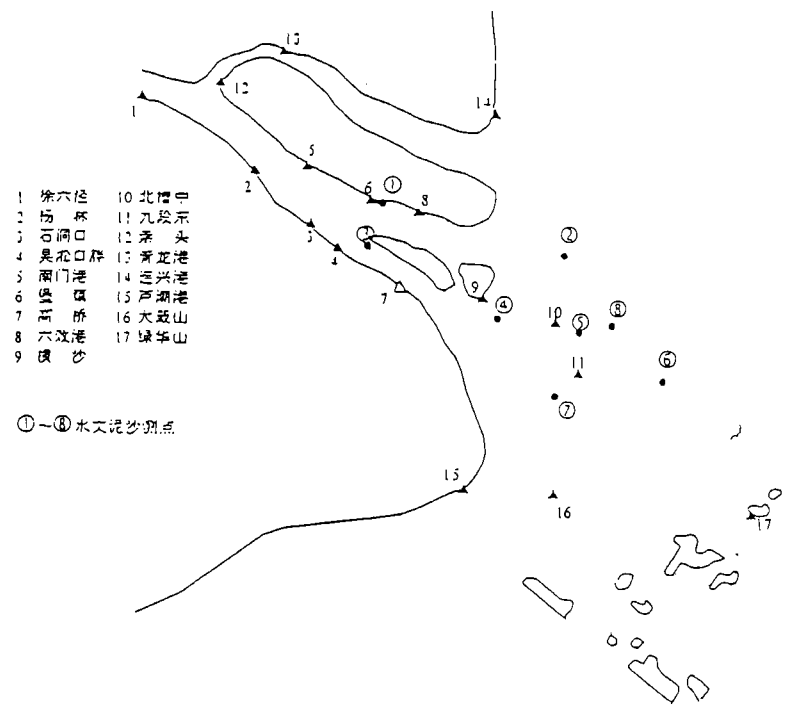 13
12
14
1
5
2
6 ① 8
3
4
7
9
②
④
10 ⑤ ⑧
11
⑥
⑦
15
16
17
1 徐六泾 10 北槽中
2 杨 林 11 九段东
3 石洞口 12 崇 头
4 吴淞口 13 青龙港
5 南门港 14 连兴港
6 堡 镇 15 芦潮港
7 高 桥 16 大戢山
8 六效港 17 绿华山
9 横 沙
①~⑧水文泥沙测点